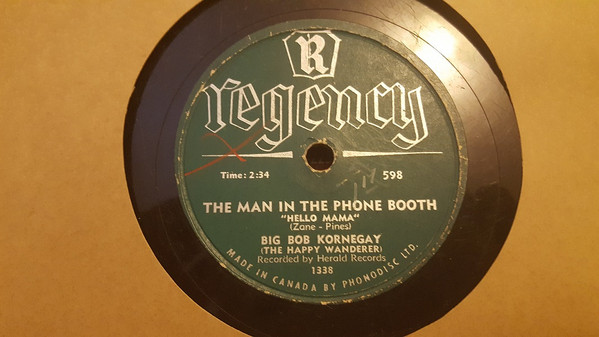 R
regency
Time: 2:34
598
THE MAN IN THE PHONE BOOTH
"HELLO MAMA"
(Zane - Pines)
BIG BOB KORNEGAY
(THE HAPPY WANDERER)
Recorded by Herald Records
1338
MADE IN CANADA BY PHONODISC LTD.